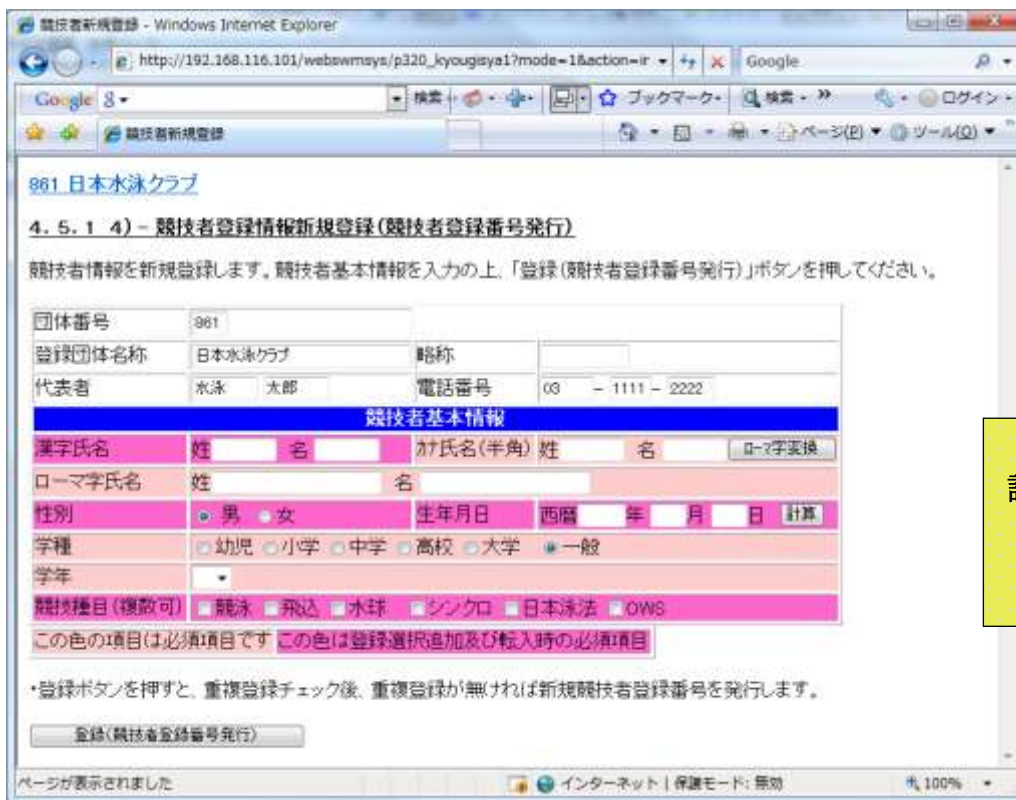 競技者新規登録 - Windows Internet Explorer
http://192.168.116.101/webswmsys/p320_kyougisya1?mode=1&action=ir
Google
Google
検索
ブックマーク
検索
ログイン
競技者新規登録
ページ(P)
ツール(O)
861 日本水泳クラブ
4. 5. 1 4) - 競技者登録情報新規登録(競技者登録番号発行)
競技者情報を新規登録します。競技者基本情報を入力の上、「登録(競技者登録番号発行)」ボタンを押してください。
団体番号 861
登録団体名称 日本水泳クラブ 略称
代表者 水泳 太郎 電話番号 03 - 1111 - 2222
競技者基本情報
漢字氏名 姓 名 カナ氏名(半角) 姓 名 ローマ字変換
ローマ字氏名 姓 名
性別 男 女 生年月日 西暦 年 月 日 計算
学種 幼児 小学 中学 高校 大学 一般
学年
競技種目(複数可) 競泳 飛込 水球 シンクロ 日本泳法 OWS
この色の項目は必須項目です この色は登録選択追加及び転入時の必須項目
・登録ボタンを押すと、重複登録チェック後、重複登録が無ければ新規競技者登録番号を発行します。
登録(競技者登録番号発行)
ページが表示されました インターネット | 保護モード: 無効 100%